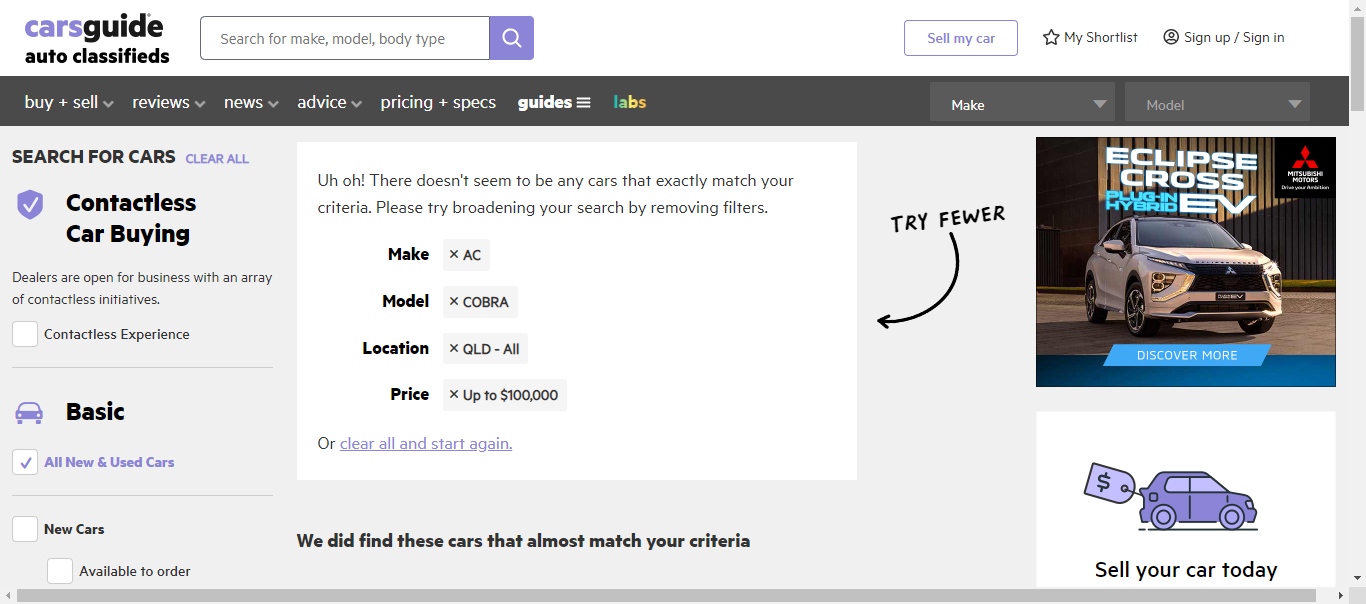 carsguide
auto classifieds
Search for make, model, body type
Sell my car
My Shortlist
Sign up / Sign in
buy + sell
reviews
news
advice
pricing + specs
guides
labs
Make
Model
SEARCH FOR CARS CLEAR ALL
Contactless
Car Buying
Dealers are open for business with an array
of contactless initiatives.
Contactless Experience
Basic
All New & Used Cars
New Cars
Available to order
Uh oh! There doesn't seem to be any cars that exactly match your
criteria. Please try broadening your search by removing filters.
Make × AC
Model × COBRA
Location × QLD - All
Price × Up to $100,000
Or clear all and start again.
We did find these cars that almost match your criteria
TRY FEWER
ECLIPSE
CROSS
PLUG-IN
HYBRID EV
MITSUBISHI
MOTORS
Drive your Ambition
DISCOVER MORE
$
Sell your car today